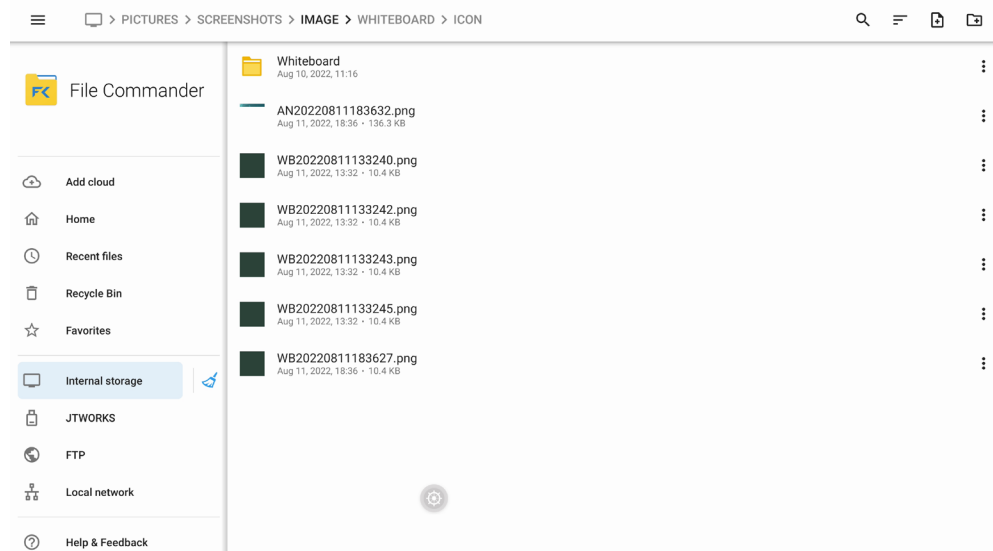 > PICTURES > SCREENSHOTS > IMAGE > WHITEBOARD > ICON
File Commander
Add cloud
Home
Recent files
Recycle Bin
Favorites
Internal storage
JTWORKS
FTP
Local network
Help & Feedback
Whiteboard
Aug 10, 2022, 11:16
AN20220811183632.png
Aug 11, 2022, 18:36 • 136.3 KB
WB20220811133240.png
Aug 11, 2022, 13:32 • 10.4 KB
WB20220811133242.png
Aug 11, 2022, 13:32 • 10.4 KB
WB20220811133243.png
Aug 11, 2022, 13:32 • 10.4 KB
WB20220811133245.png
Aug 11, 2022, 13:32 • 10.4 KB
WB20220811183627.png
Aug 11, 2022, 18:36 • 10.4 KB